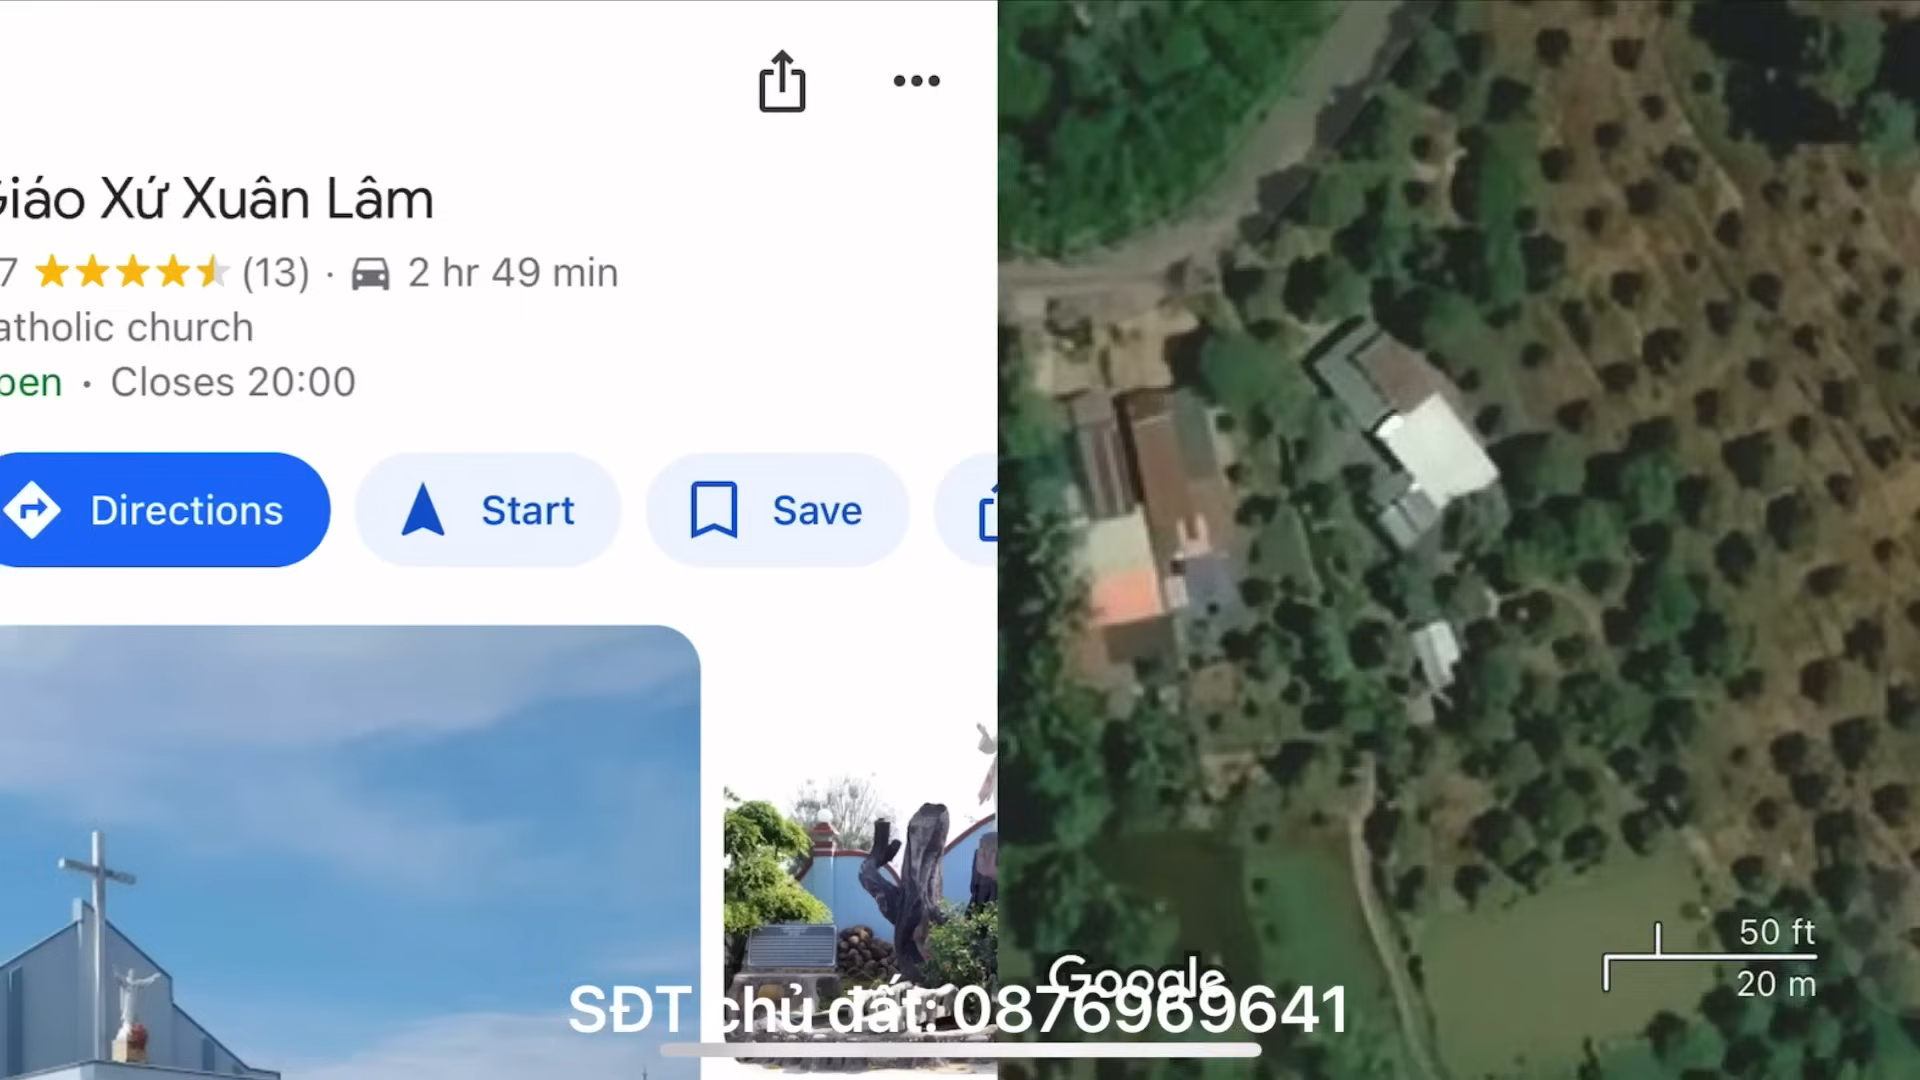 Giáo Xứ Xuân Lâm
7 (13) · 2 hr 49 min
atholic church
pen · Closes 20:00
Directions
Start
Save
50 ft
20 m
Google
SĐT chủ đất: 0876969641